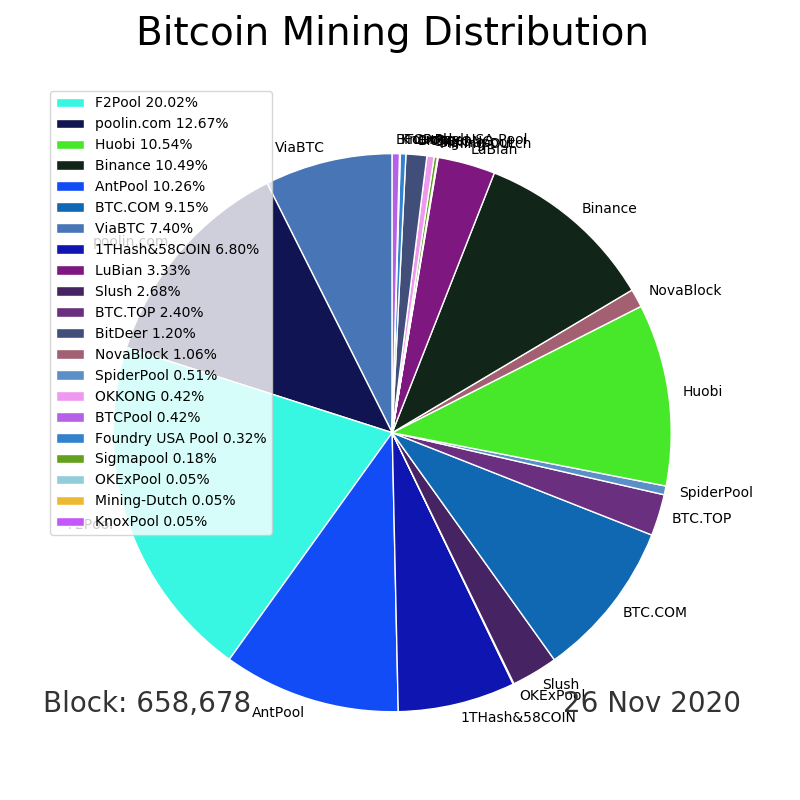 Bitcoin Mining Distribution
F2Pool 20.02%
poolin.com 12.67%
Huobi 10.54%
Binance 10.49%
AntPool 10.26%
BTC.COM 9.15%
ViaBTC 7.40%
1THash&58COIN 6.80%
LuBian 3.33%
Slush 2.68%
BTC.TOP 2.40%
BitDeer 1.20%
NovaBlock 1.06%
SpiderPool 0.51%
OKKONG 0.42%
BTCPool 0.42%
Foundry USA Pool 0.32%
Sigmapool 0.18%
OKExPool 0.05%
Mining-Dutch 0.05%
KnoxPool 0.05%
ViaBTC
poolin.com
F2Pool
AntPool
1THash&58COIN
OKExPool
Slush
BTC.COM
BTC.TOP
SpiderPool
Huobi
NovaBlock
Binance
LuBian
Block: 658,678
26 Nov 2020